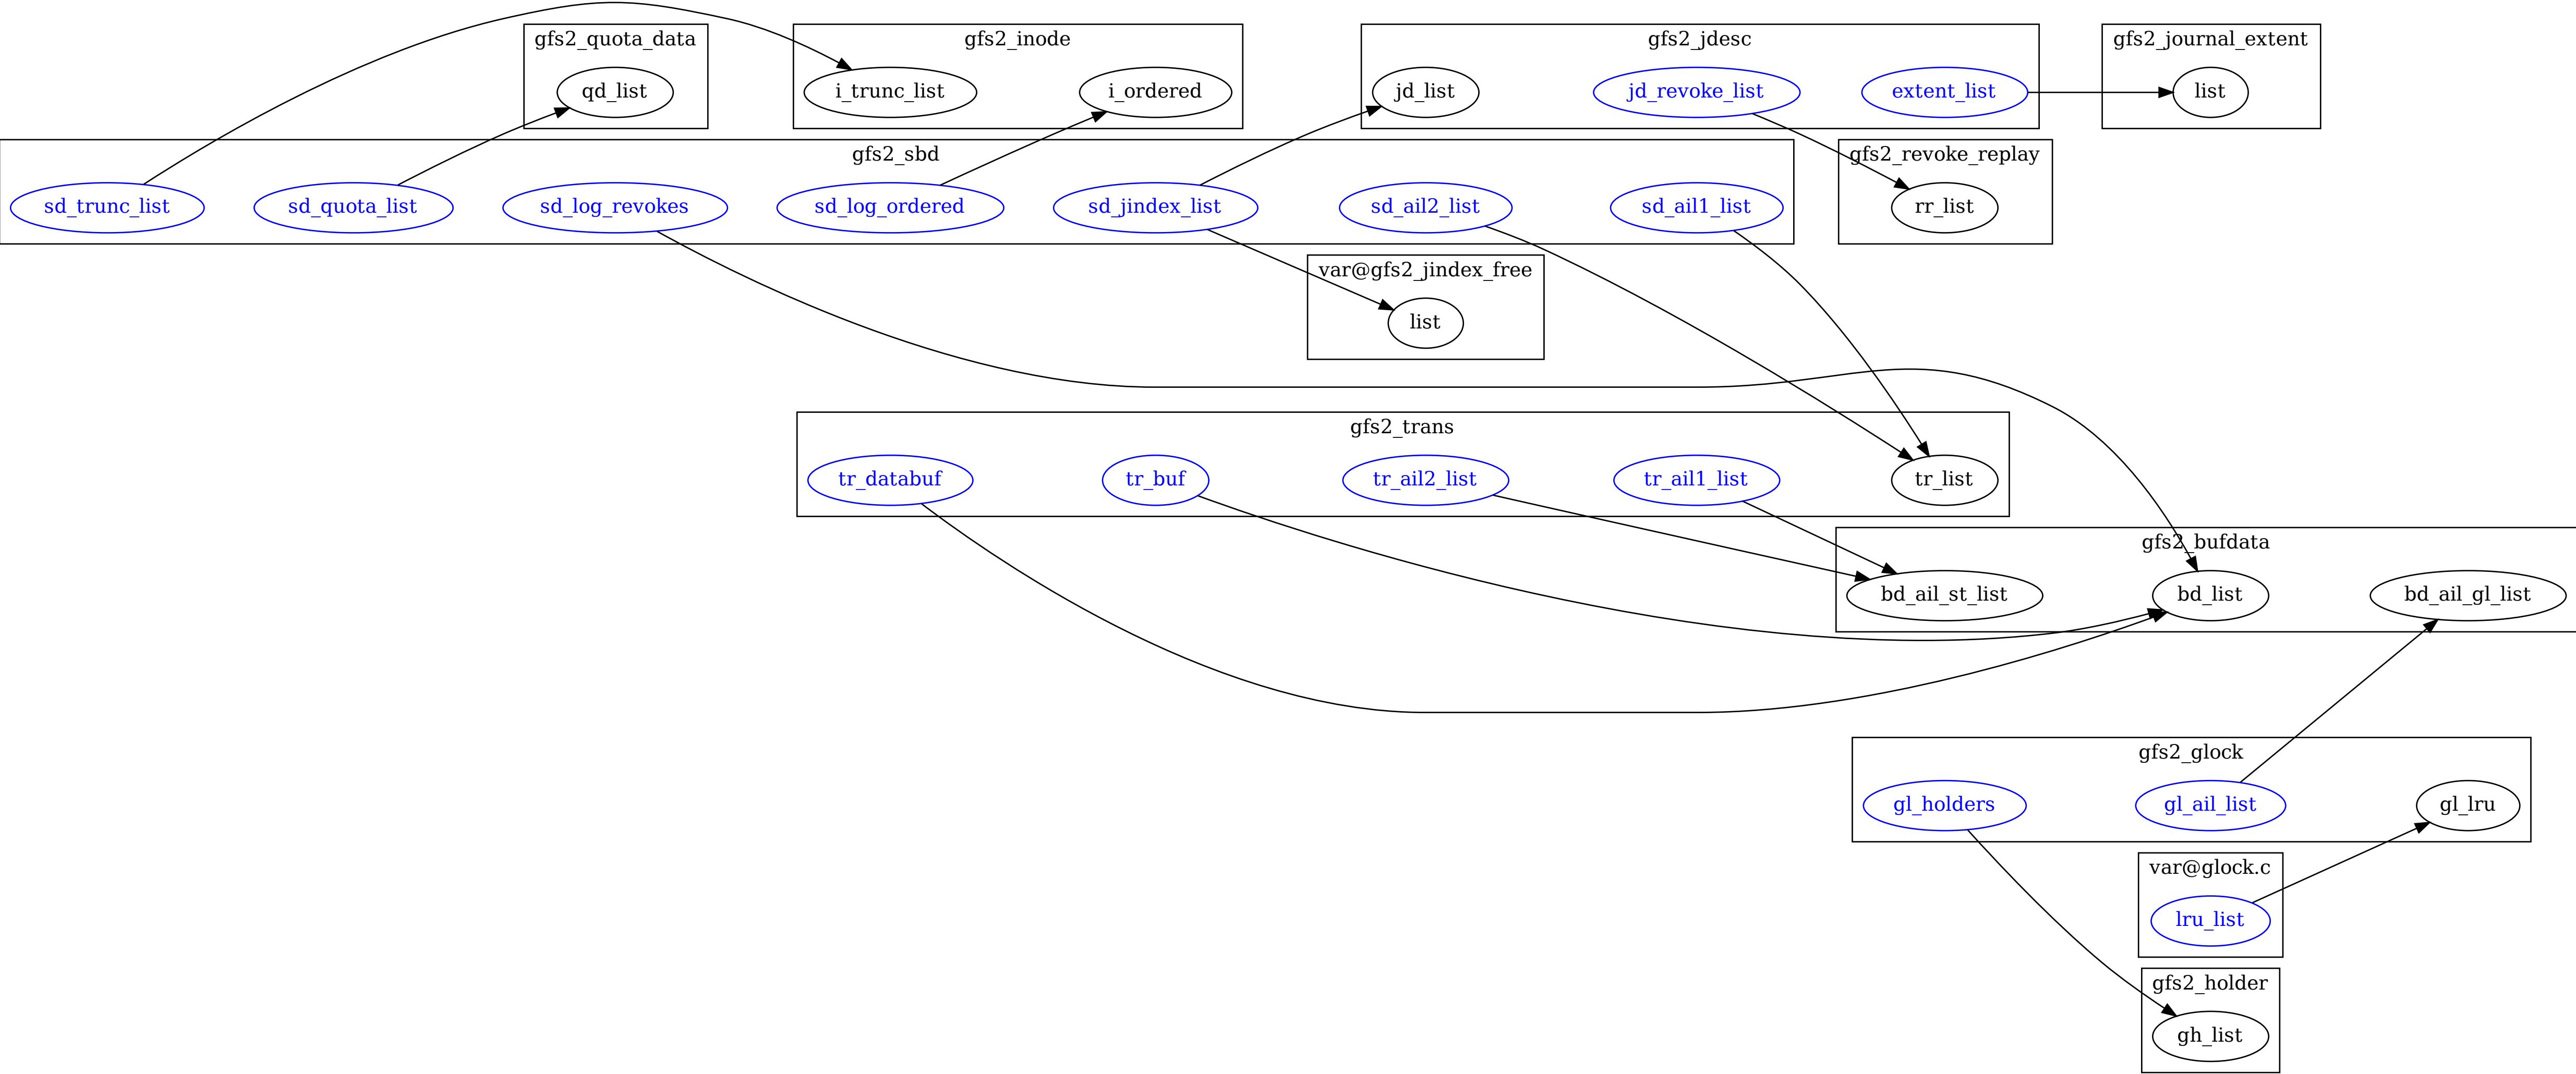 gfs2_quota_data
qd_list
gfs2_inode
i_trunc_list
i_ordered
gfs2_jdesc
jd_list
jd_revoke_list
extent_list
gfs2_journal_extent
list
gfs2_sbd
sd_trunc_list
sd_quota_list
sd_log_revokes
sd_log_ordered
sd_jindex_list
sd_ail2_list
sd_ail1_list
gfs2_revoke_replay
rr_list
var@gfs2_jindex_free
list
gfs2_trans
tr_databuf
tr_buf
tr_ail2_list
tr_ail1_list
tr_list
gfs2_bufdata
bd_ail_st_list
bd_list
bd_ail_gl_list
gfs2_glock
gl_holders
gl_ail_list
gl_lru
var@glock.c
lru_list
gfs2_holder
gh_list